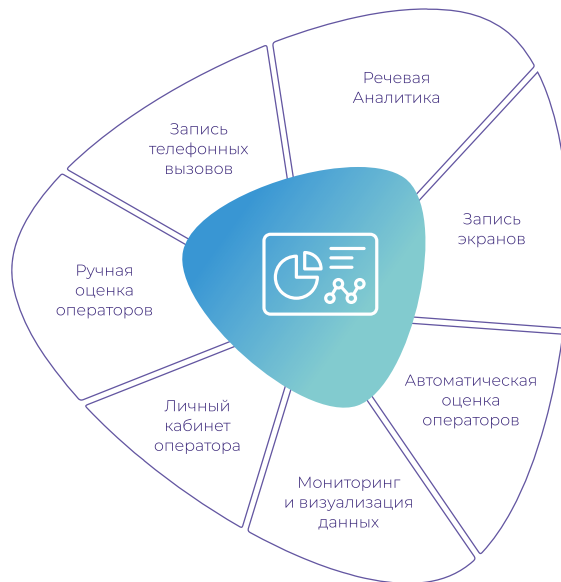 Речевая
Аналитика
Запись
телефонных
вызовов
Запись
экранов
Ручная
оценка
операторов
Автоматическая
оценка
операторов
Личный
кабинет
оператора
Мониторинг
и визуализация
данных